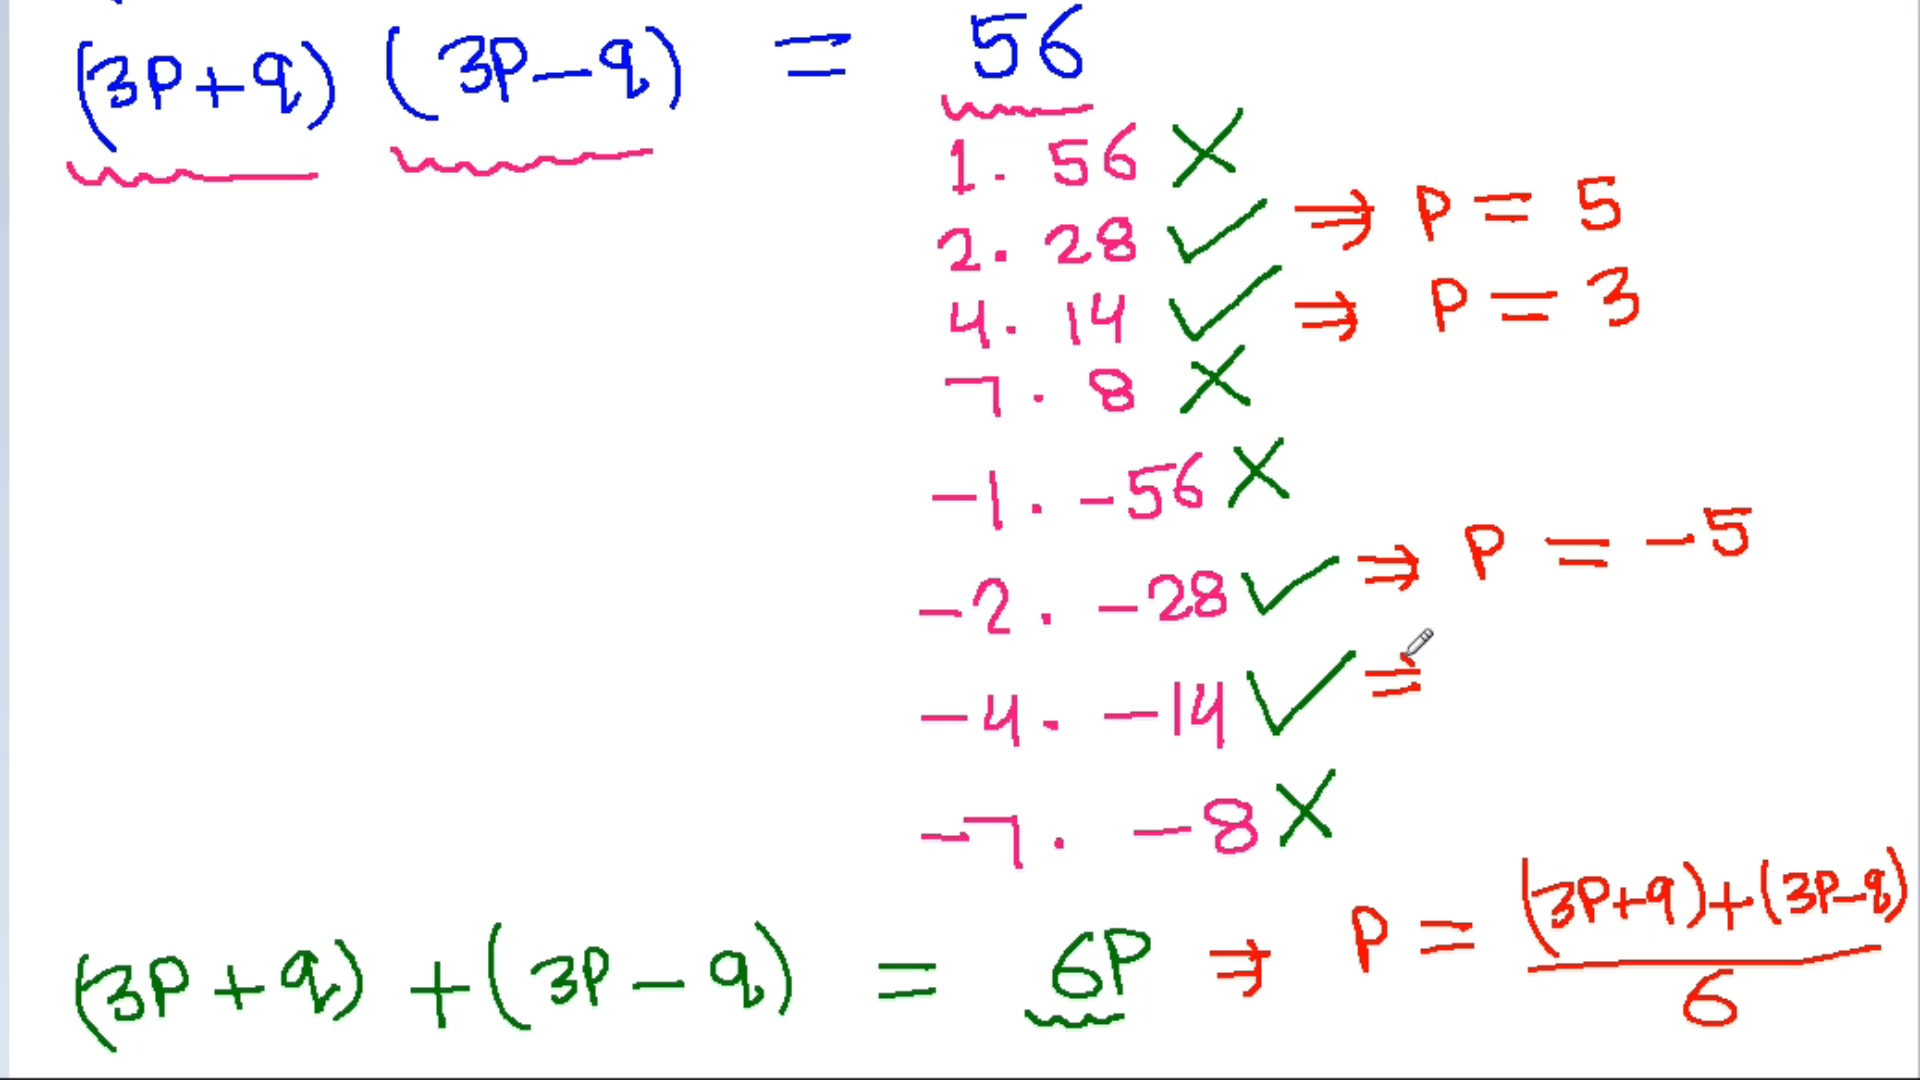 (3p+q) (3p-q) = 56
1. 56 ×
2. 28 ✓ ⇒ p = 5
4. 14 ✓ ⇒ p = 3
7. 8 ×
-1. -56 ×
-2. -28 ✓ ⇒ p = -5
-4. -14 ✓ =
-7. -8 ×
(3p+q) + (3p-q) = 6p ⇒ p = ((3p+q)+(3p-q))/6